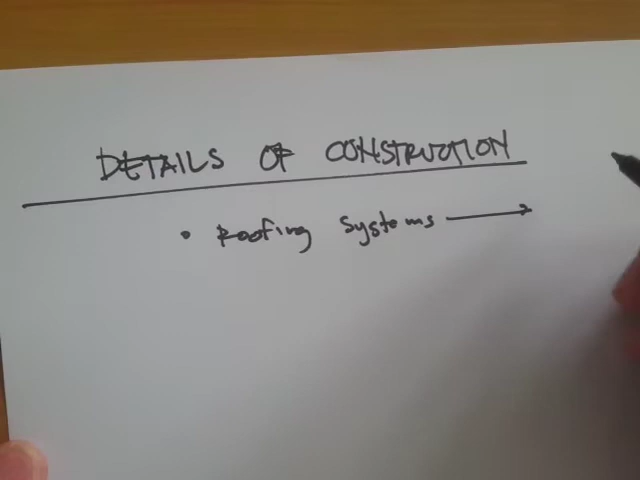 DETAILS OF CONSTRUCTION
• Roofing Systems →